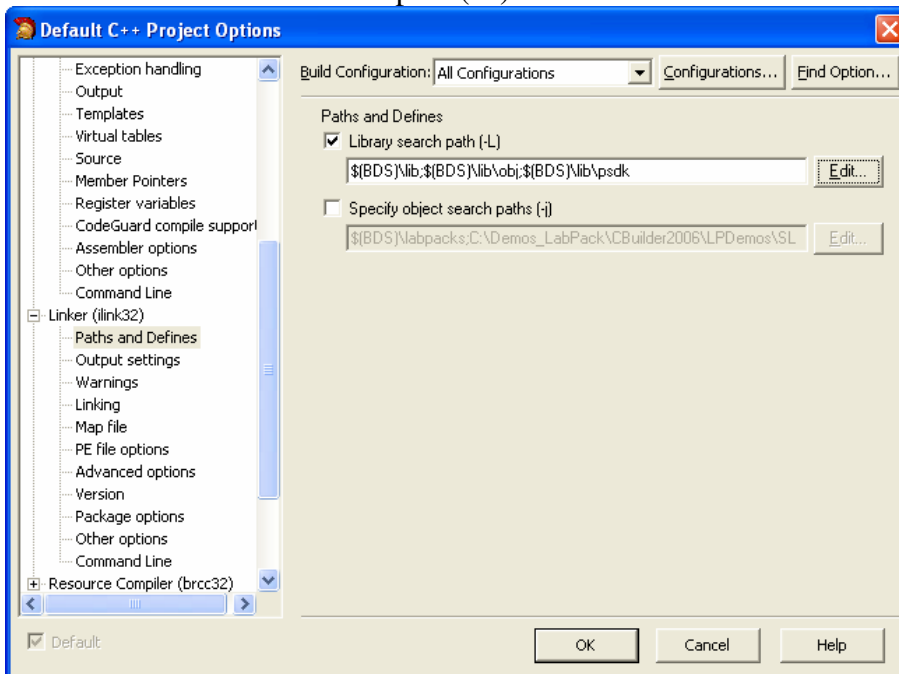 Default C++ Project Options
Exception handling
Output
Templates
Virtual tables
Source
Member Pointers
Register variables
CodeGuard compile support
Assembler options
Other options
Command Line
Linker (ilink32)
Paths and Defines
Output settings
Warnings
Linking
Map file
PE file options
Advanced options
Version
Package options
Other options
Command Line
Resource Compiler (brcc32)
Default
Build Configuration: All Configurations Configurations... Find Option...
Paths and Defines
Library search path (-L)
$(BDS)\lib;$(BDS)\lib\obj;$(BDS)\lib\psdk Edit...
Specify object search paths (-j)
$(BDS)\labpacks;C:\Demos_LabPack\CBuilder2006\LPDemos\SL Edit...
OK Cancel Help